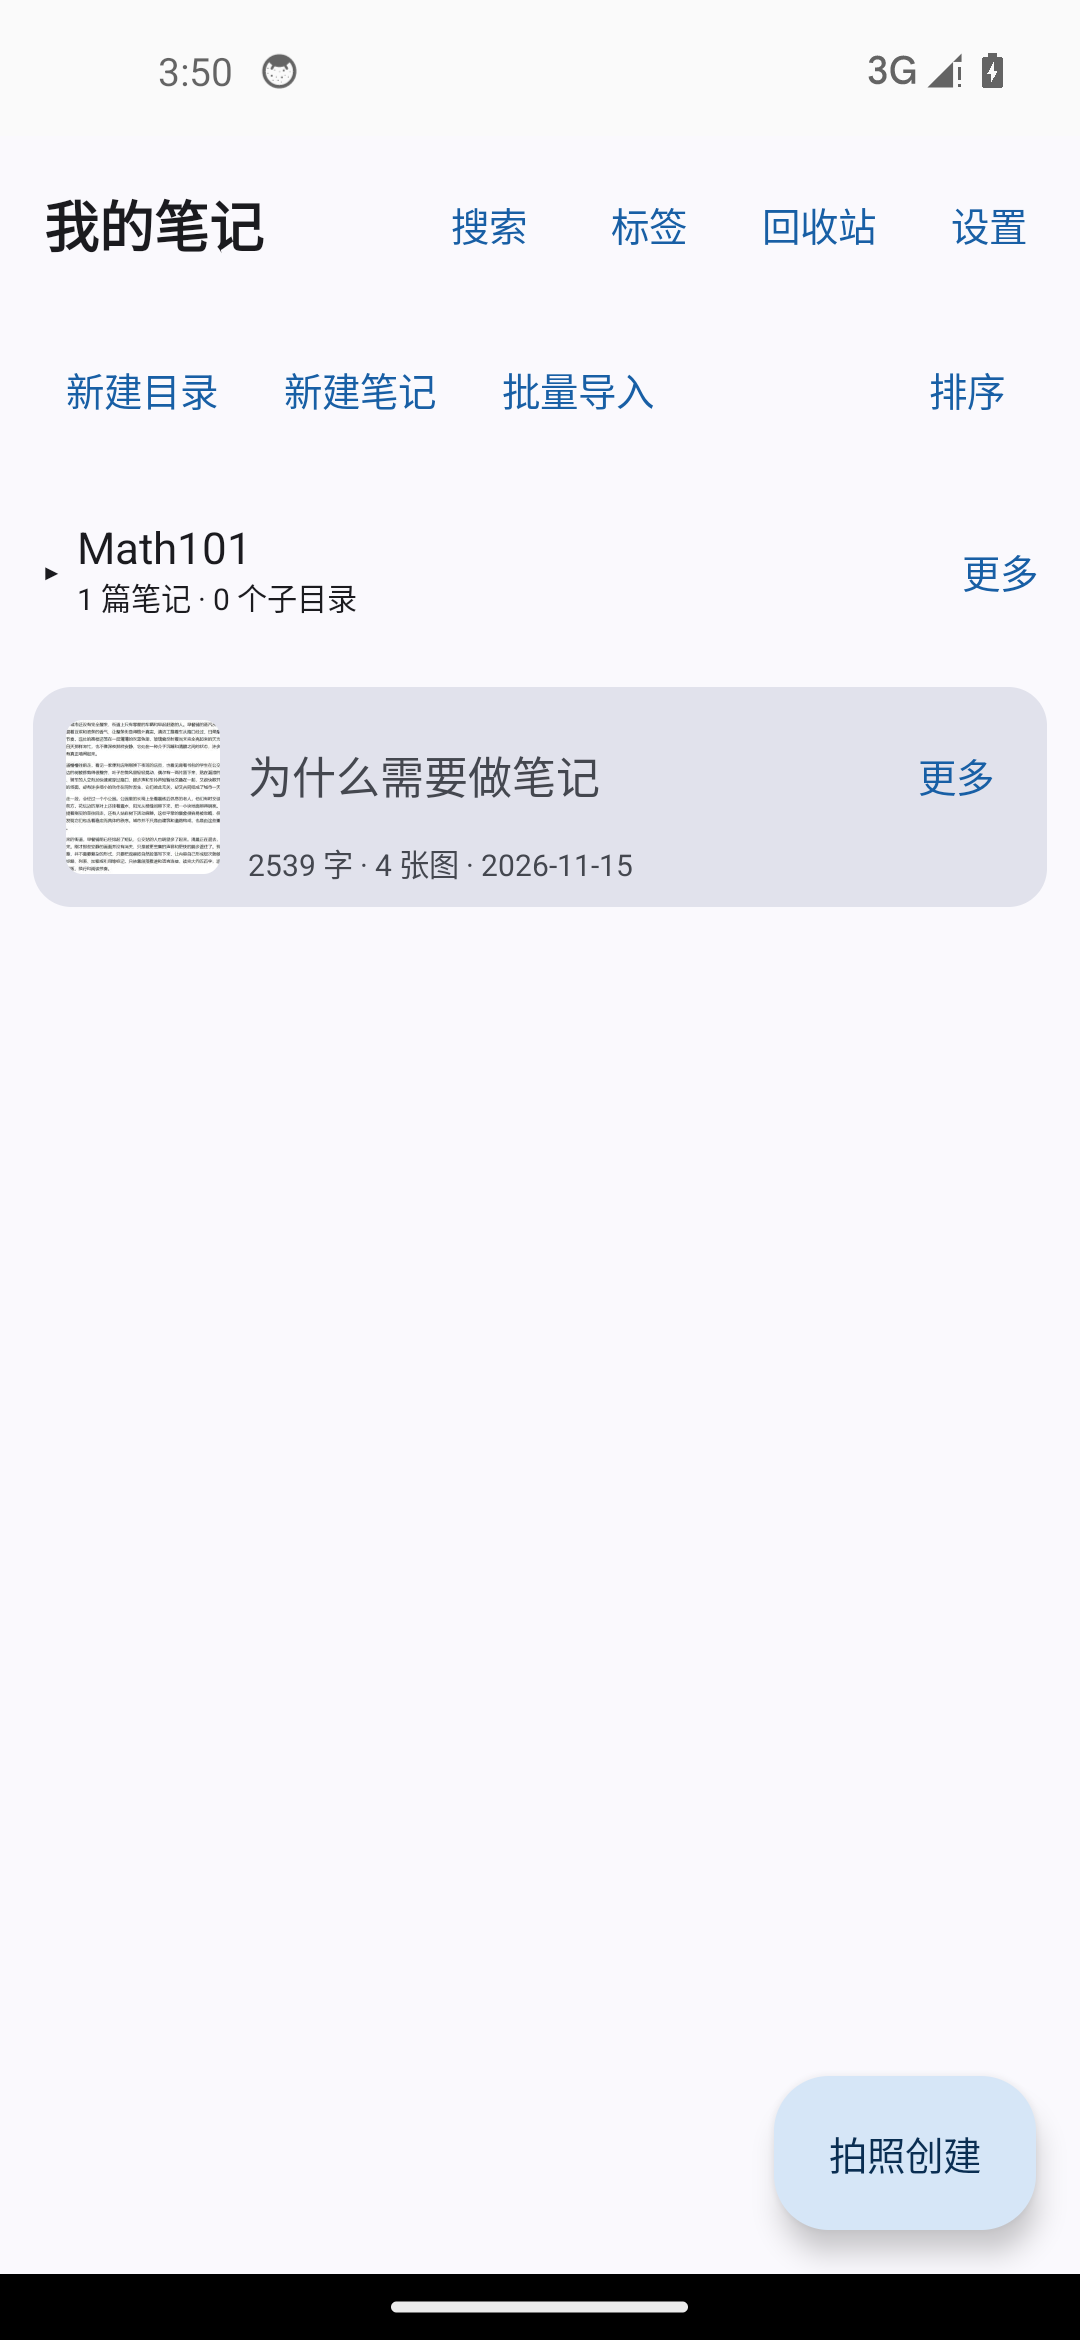 3:50 3G
我的笔记 搜索 标签 回收站 设置
新建目录 新建笔记 批量导入 排序
▸ Math101 更多
1 篇笔记 · 0 个子目录
为什么需要做笔记 更多
2539 字 · 4 张图 · 2026-11-15
拍照创建